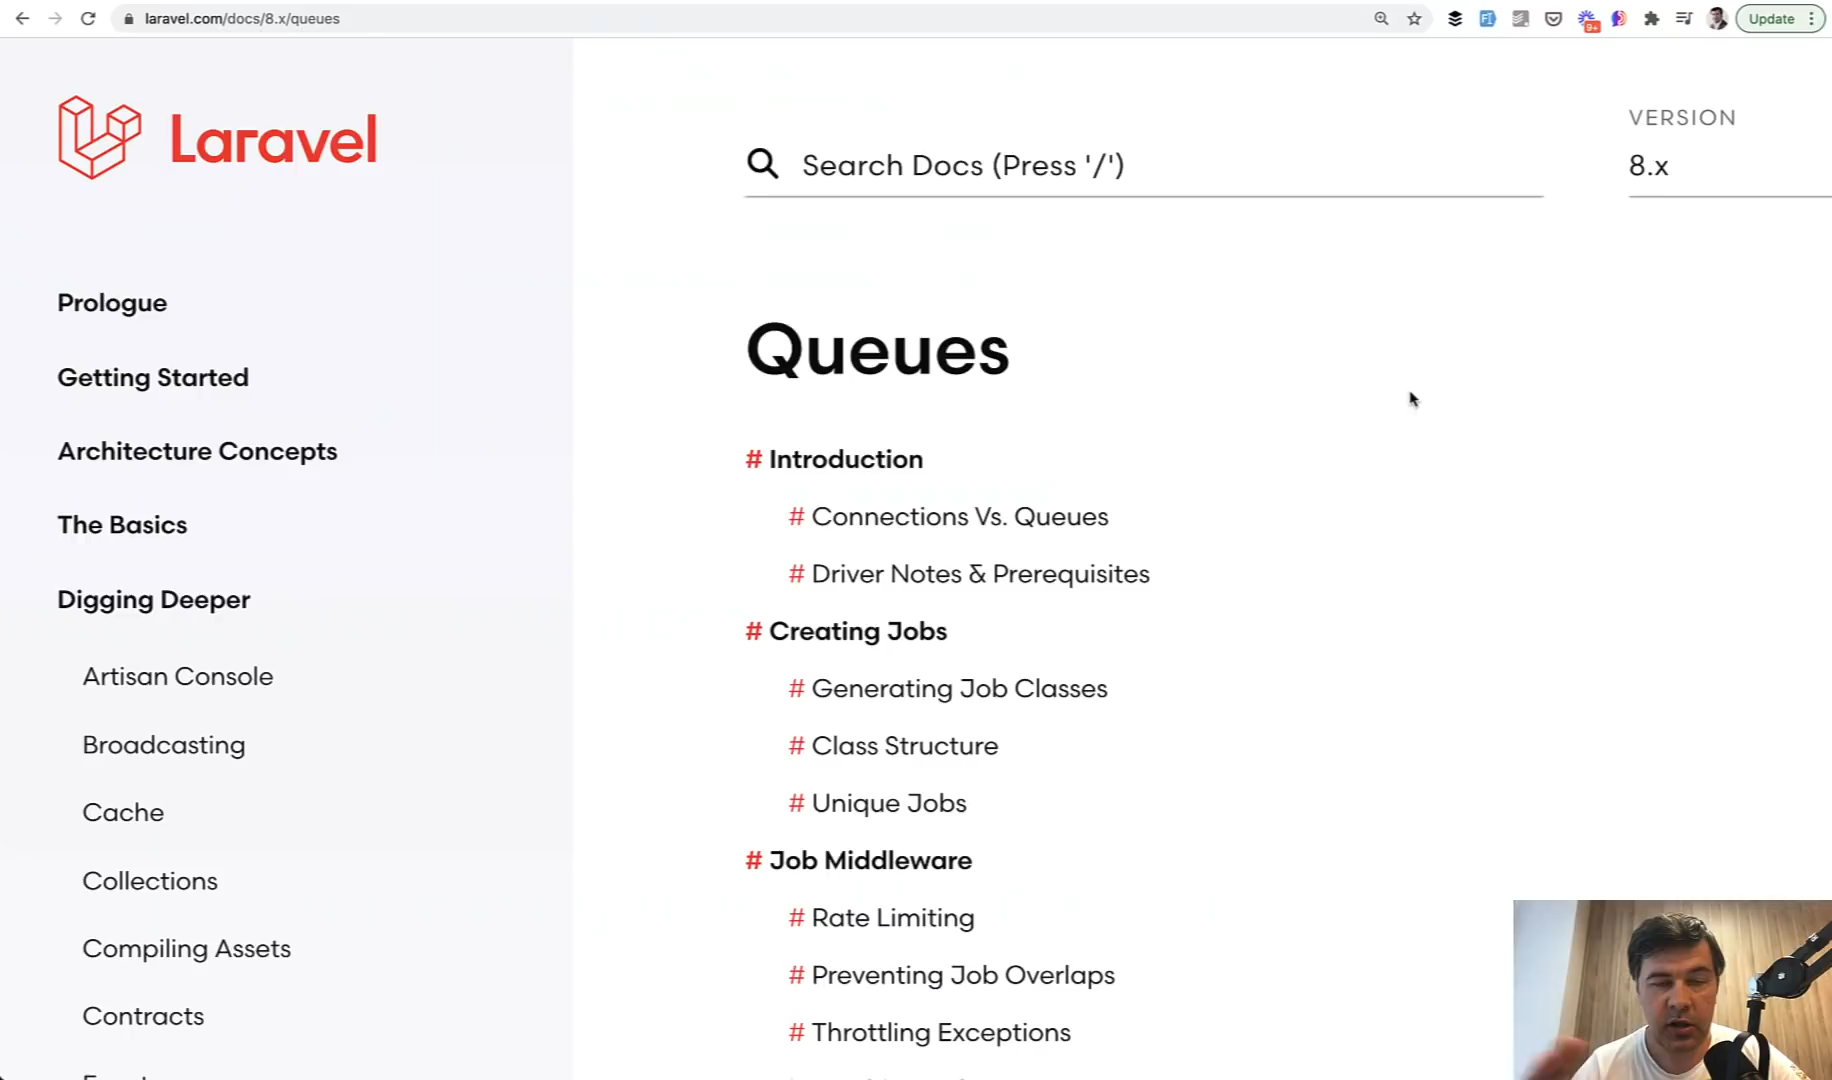 laravel.com/docs/8.x/queues
9+
Update
Laravel
Search Docs (Press '/')
VERSION
8.x
Prologue
Getting Started
Architecture Concepts
The Basics
Digging Deeper
Artisan Console
Broadcasting
Cache
Collections
Compiling Assets
Contracts
Queues
# Introduction
# Connections Vs. Queues
# Driver Notes & Prerequisites
# Creating Jobs
# Generating Job Classes
# Class Structure
# Unique Jobs
# Job Middleware
# Rate Limiting
# Preventing Job Overlaps
# Throttling Exceptions